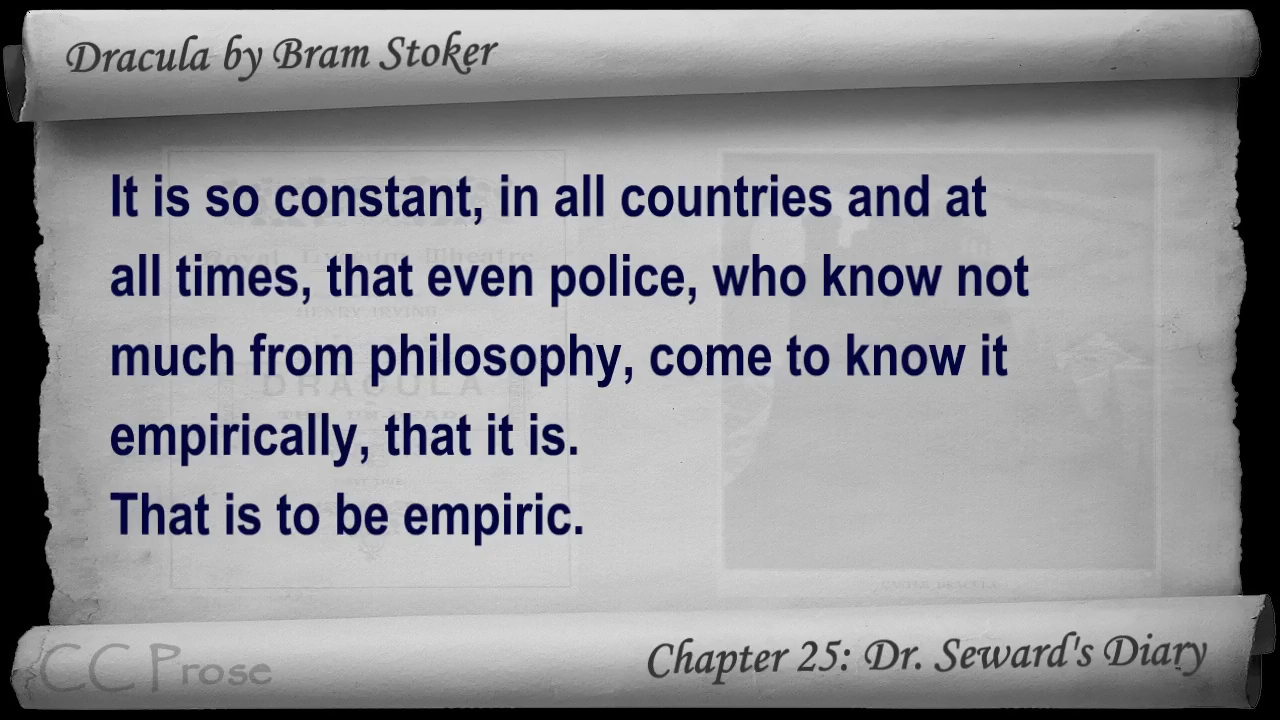 Dracula by Bram Stoker
It is so constant, in all countries and at
all times, that even police, who know not
much from philosophy, come to know it
empirically, that it is.
That is to be empiric.
CC Prose
Chapter 25: Dr. Seward's Diary